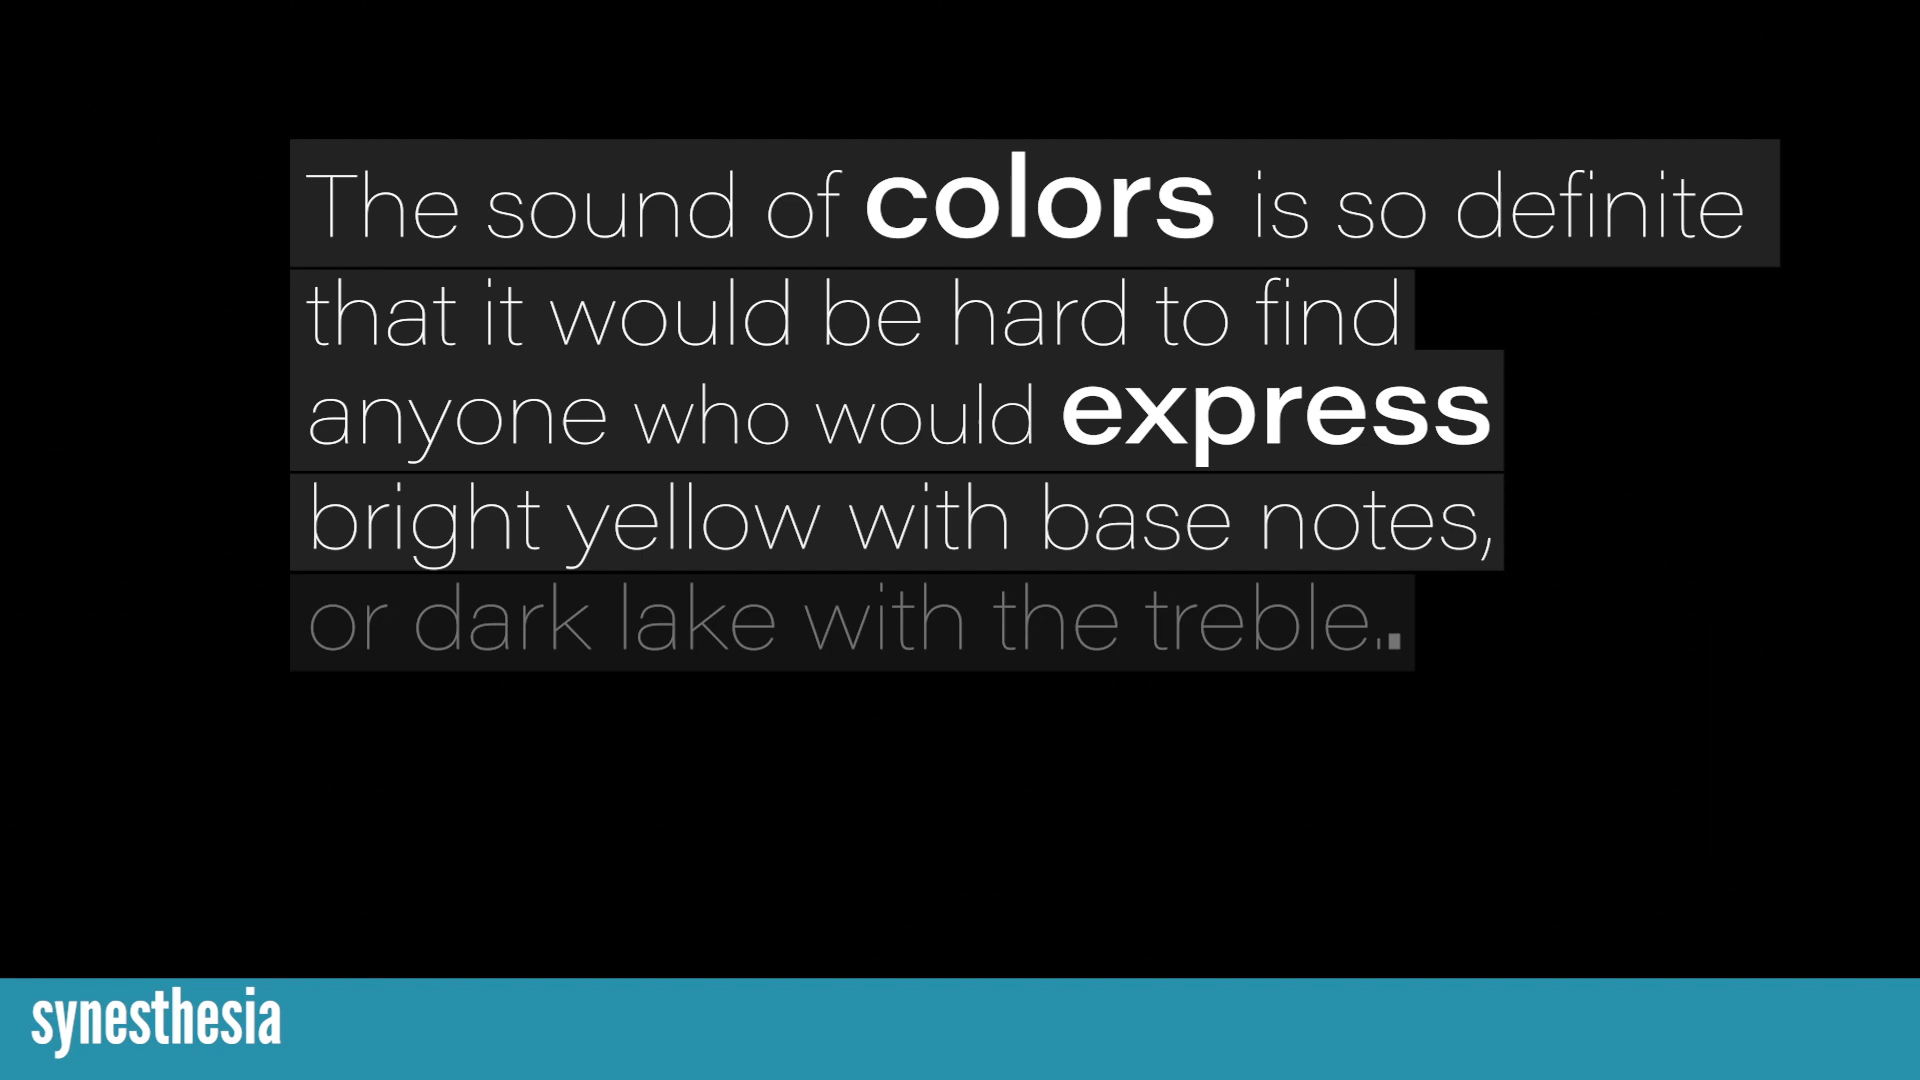 The sound of colors is so definite
that it would be hard to find
anyone who would express
bright yellow with base notes,
or dark lake with the treble..
synesthesia